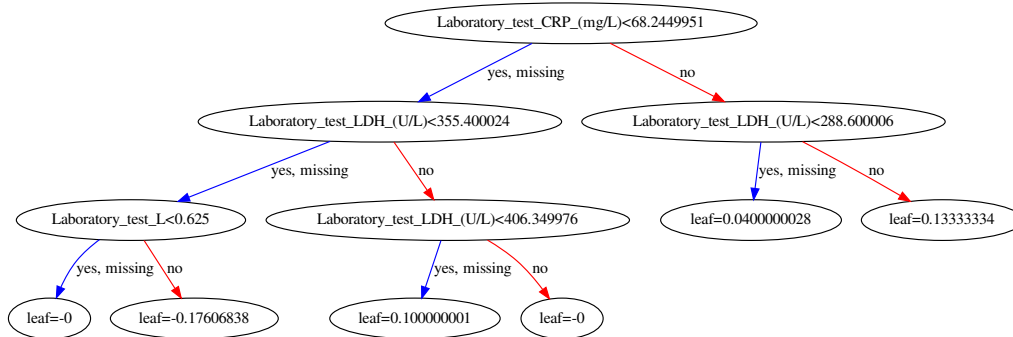 Laboratory_test_CRP_(mg/L)<68.2449951
yes, missing
no
Laboratory_test_LDH_(U/L)<355.400024
Laboratory_test_LDH_(U/L)<288.600006
yes, missing
no
yes, missing
no
Laboratory_test_L<0.625
Laboratory_test_LDH_(U/L)<406.349976
leaf=0.0400000028
leaf=0.13333334
yes, missing
no
yes, missing
no
leaf=-0
leaf=-0.17606838
leaf=0.100000001
leaf=-0